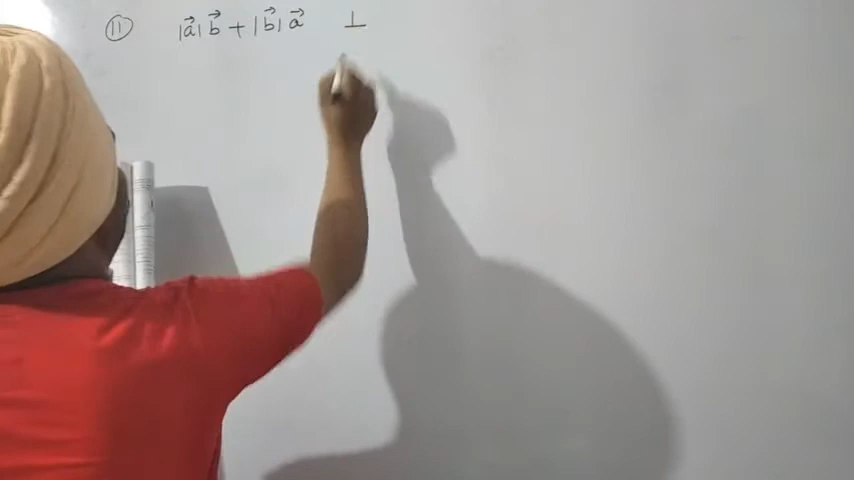 ⑪ |a⃗| b⃗ + |b⃗| a⃗ ⊥